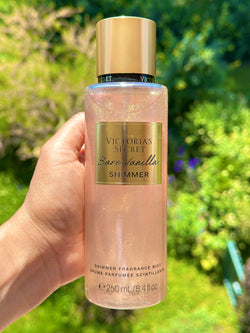 VICTORIA'S
SECRET
Bare Vanilla
SHIMMER
SHIMMER FRAGRANCE MIST
BRUME PARFUMÉE SCINTILLANTE
℮ 250 mL/8.4 fl oz